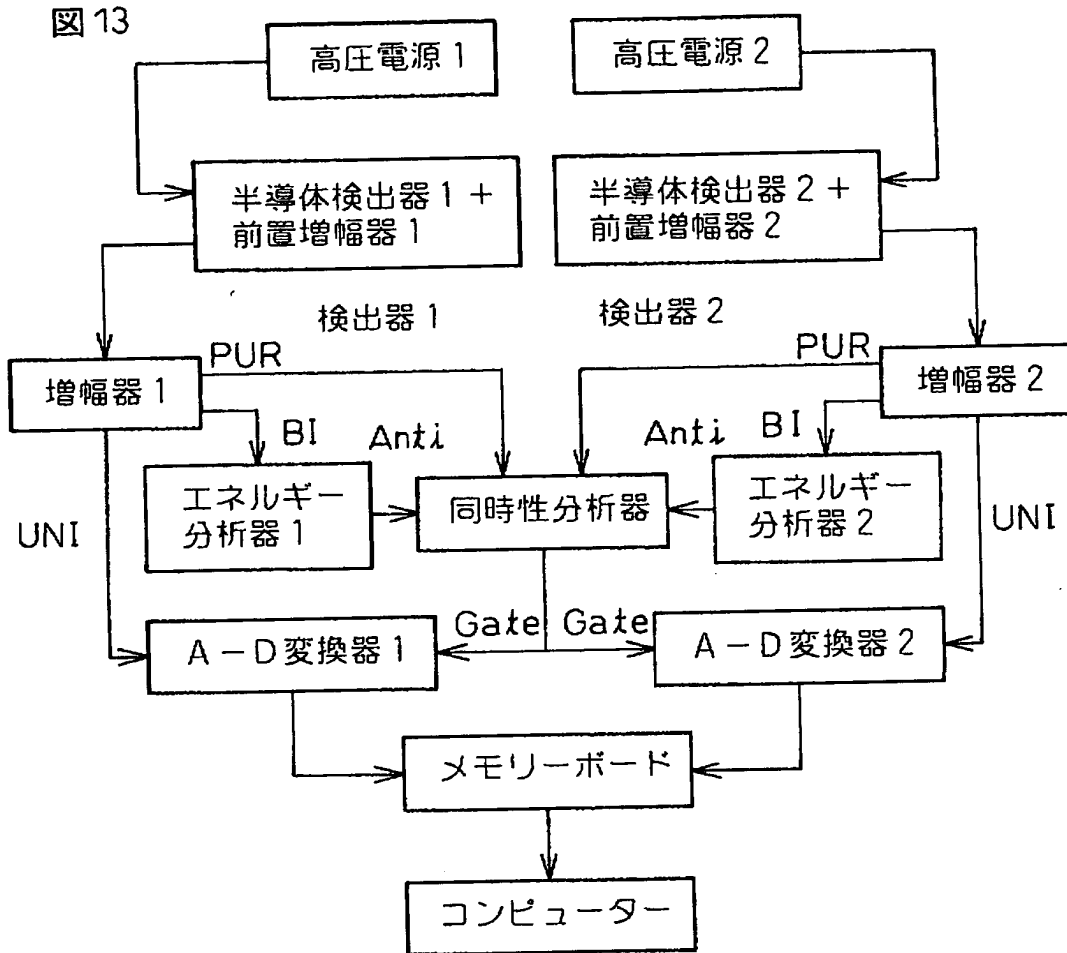 図13
高圧電源1
高圧電源2
半導体検出器1+
前置増幅器1
半導体検出器2+
前置増幅器2
検出器1
検出器2
PUR
PUR
増幅器1
増幅器2
BI
Anti
Anti
BI
エネルギー
分析器1
同時性分析器
エネルギー
分析器2
UNI
UNI
Gate
Gate
A-D変換器1
A-D変換器2
メモリーボード
コンピューター